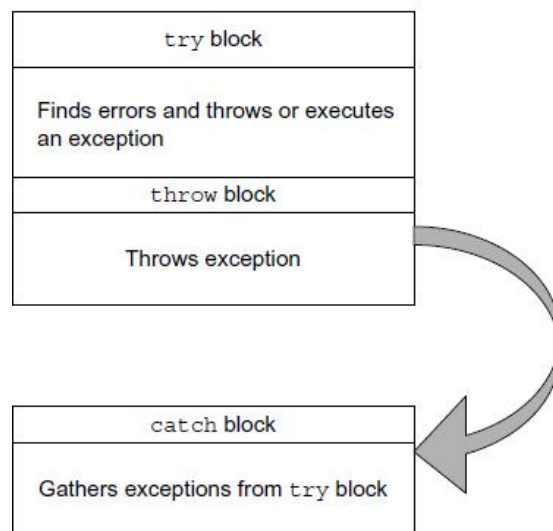 try block
Finds errors and throws or executes
an exception
throw block
Throws exception
catch block
Gathers exceptions from try block